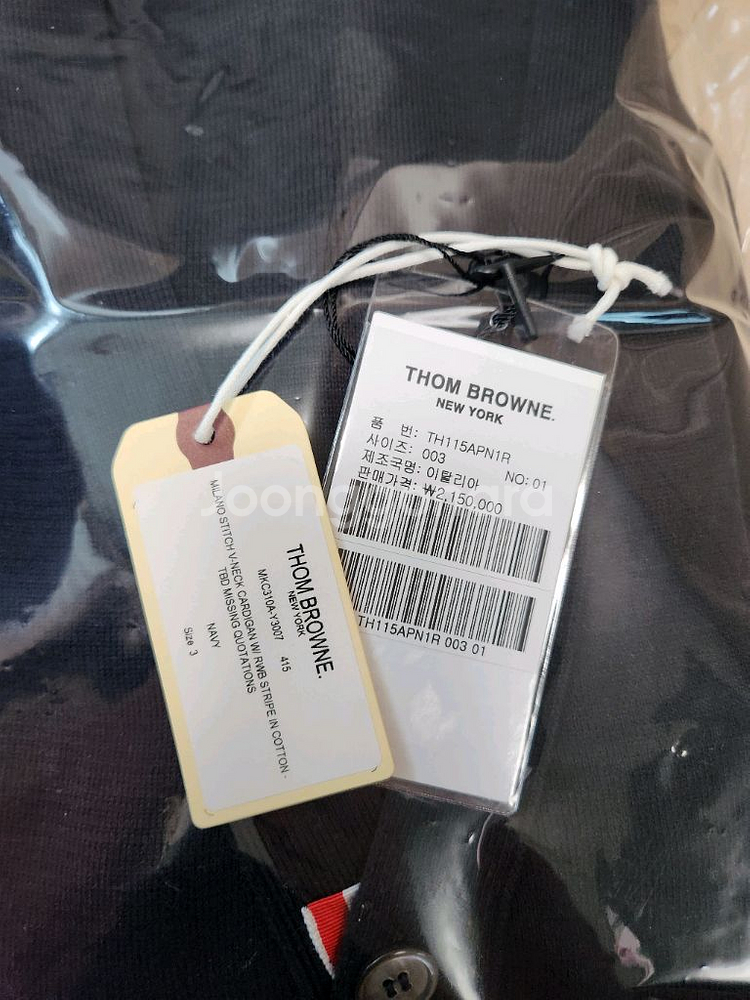 THOM BROWNE.
NEW YORK
MKC310A-Y3007 415
MILANO STITCH V-NECK CARDIGAN W/ RWB STRIPE IN COTTON -
TBD MISSING QUOTATIONS
NAVY
Size 3
THOM BROWNE.
NEW YORK
품 번: TH115APN1R
사이즈: 003 NO: 01
제조국명: 이탈리아
판매가격: ₩2,150,000
TH115APN1R 003 01